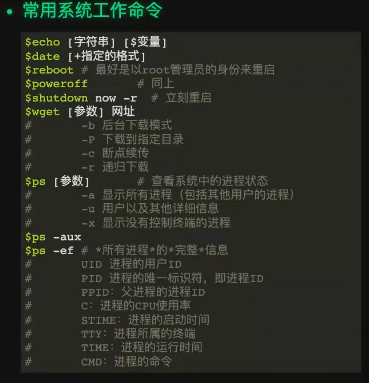 • 常用系统工作命令
$echo [字符串] [$变量]
$date [+指定的格式]
$reboot # 最好是以root管理员的身份来重启
$poweroff # 同上
$shutdown now -r # 立刻重启
$wget [参数] 网址
# -b 后台下载模式
# -P 下载到指定目录
# -c 断点续传
# -r 递归下载
$ps [参数] # 查看系统中的进程状态
# -a 显示所有进程（包括其他用户的进程）
# -u 用户以及其他详细信息
# -x 显示没有控制终端的进程
$ps -aux
$ps -ef # *所有进程*的*完整*信息
# UID 进程的用户ID
# PID 进程的唯一标识符，即进程ID
# PPID: 父进程的进程ID
# C: 进程的CPU使用率
# STIME: 进程的启动时间
# TTY: 进程所属的终端
# TIME: 进程的运行时间
# CMD: 进程的命令